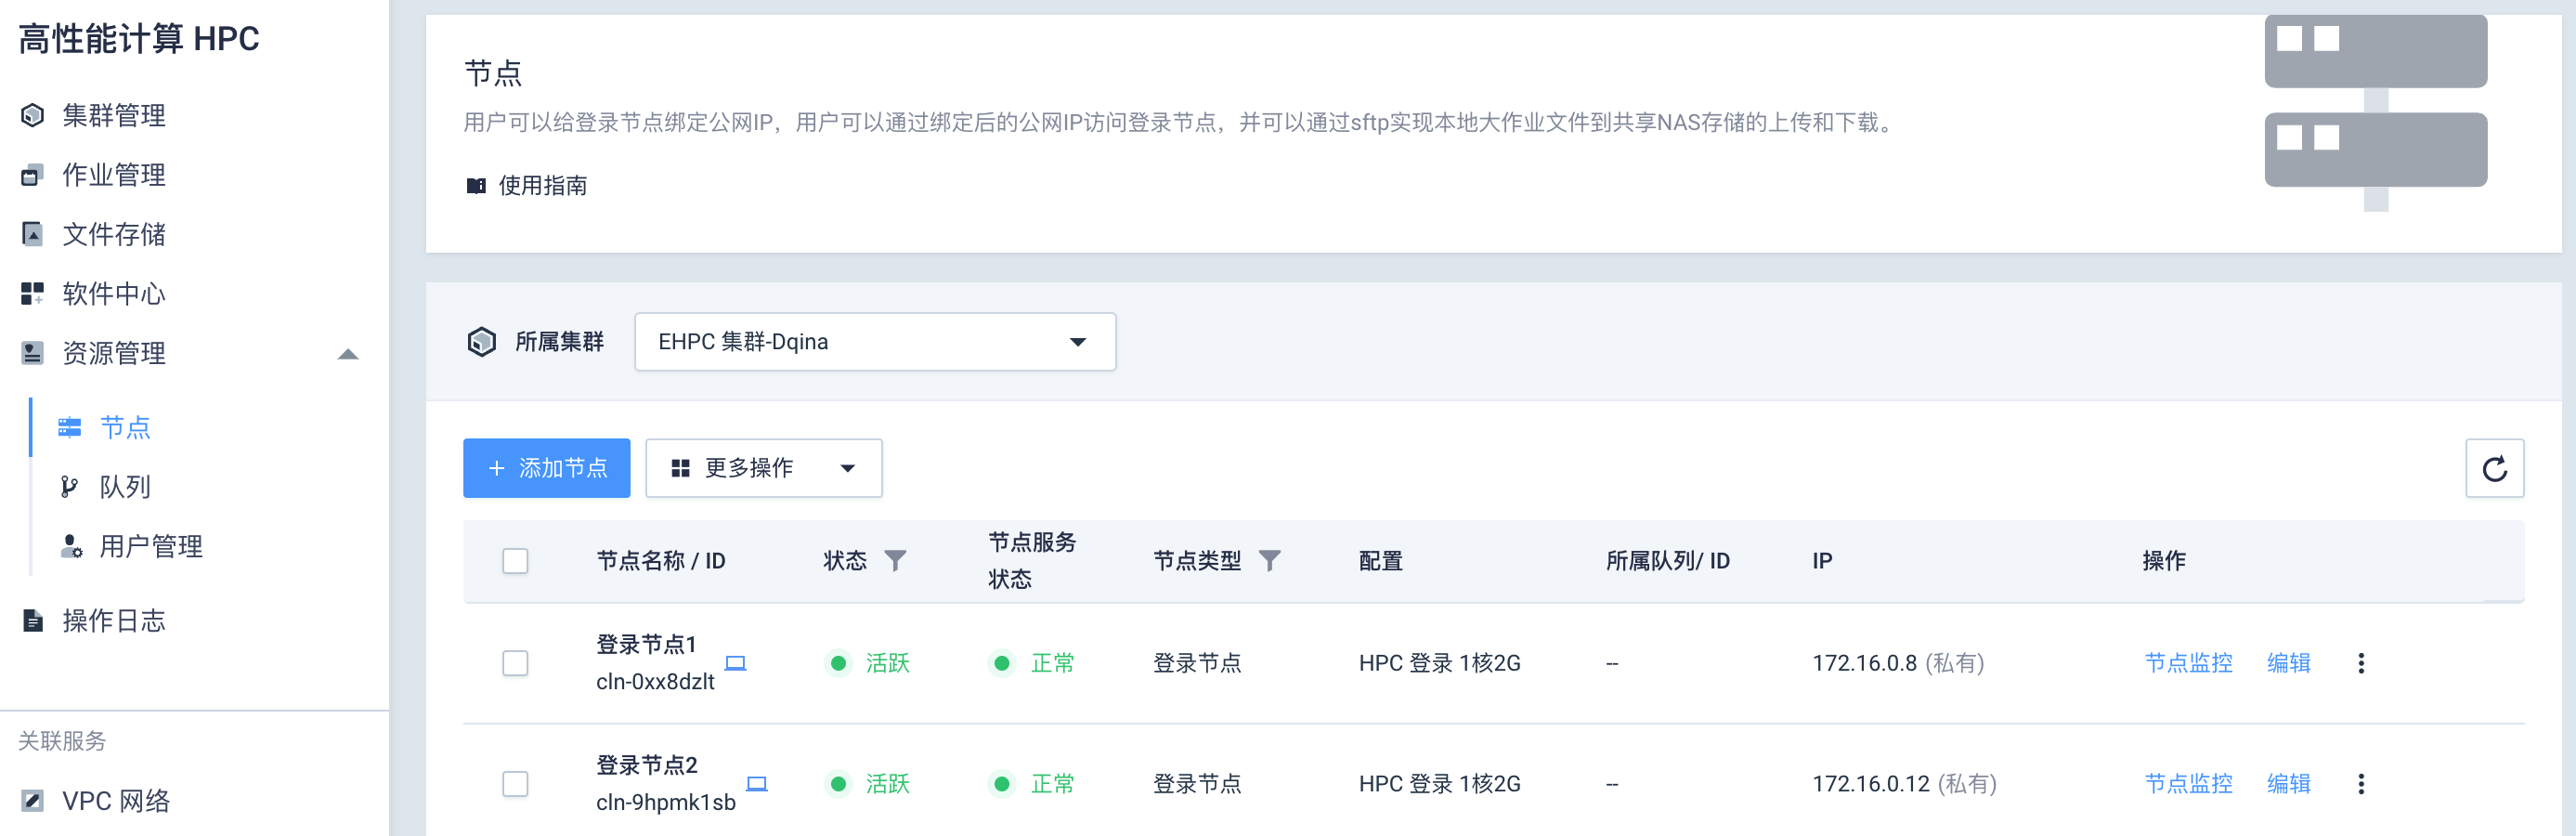 高性能计算 HPC
集群管理
作业管理
文件存储
软件中心
资源管理
节点
队列
用户管理
操作日志
关联服务
VPC 网络
节点
用户可以给登录节点绑定公网IP，用户可以通过绑定后的公网IP访问登录节点，并可以通过sftp实现本地大作业文件到共享NAS存储的上传和下载。
使用指南
所属集群 EHPC 集群-Dqina
添加节点 更多操作
节点名称 / ID 状态 节点服务状态 节点类型 配置 所属队列/ ID IP 操作
登录节点1 活跃 正常 登录节点 HPC 登录 1核2G -- 172.16.0.8 (私有) 节点监控 编辑
cln-0xx8dzlt
登录节点2 活跃 正常 登录节点 HPC 登录 1核2G -- 172.16.0.12 (私有) 节点监控 编辑
cln-9hpmk1sb